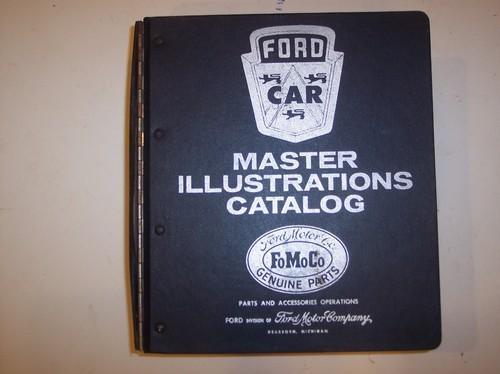 FORD
CAR
MASTER
ILLUSTRATIONS
CATALOG
Ford Motor Co.
FoMoCo
GENUINE PARTS
PARTS AND ACCESSORIES OPERATIONS
FORD DIVISION OF Ford Motor Company,
DEARBORN, MICHIGAN